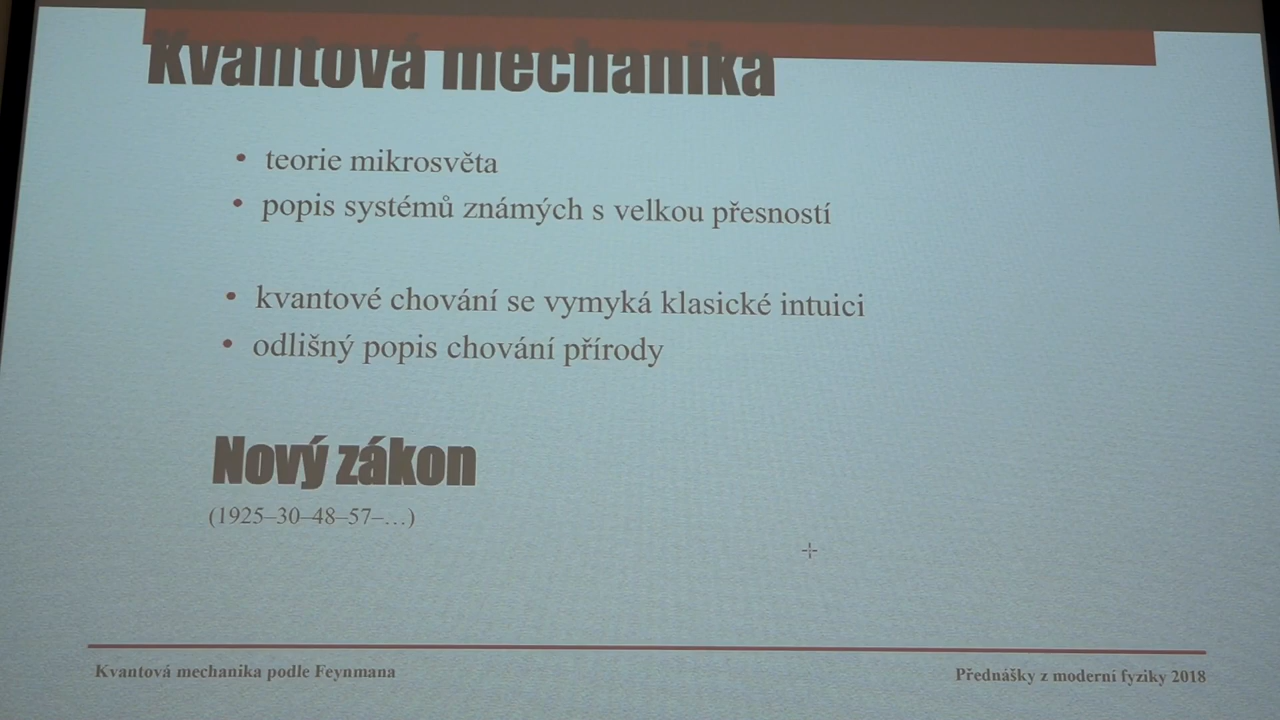 Kvantová mechanika
• teorie mikrosvěta
• popis systémů známých s velkou přesností
• kvantové chování se vymyká klasické intuici
• odlišný popis chování přírody
Nový zákon
(1925–30–48–57–…)
Kvantová mechanika podle Feynmana
Přednášky z moderní fyziky 2018